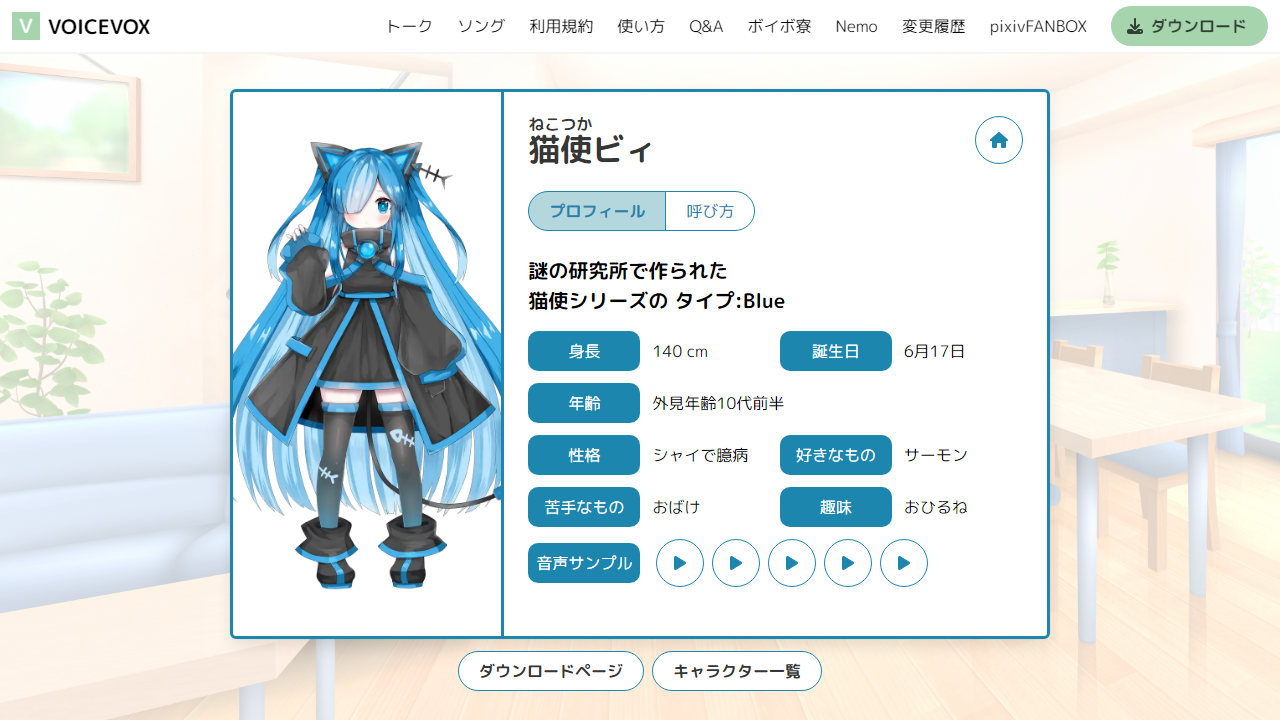 V VOICEVOX トーク ソング 利用規約 使い方 Q&A ボイボ寮 Nemo 変更履歴 pixivFANBOX ダウンロード
ねこつか
猫使ビィ
プロフィール 呼び方
謎の研究所で作られた
猫使シリーズの タイプ:Blue
身長 140 cm 誕生日 6月17日
年齢 外見年齢10代前半
性格 シャイで臆病 好きなもの サーモン
苦手なもの おばけ 趣味 おひるね
音声サンプル
ダウンロードページ キャラクター一覧